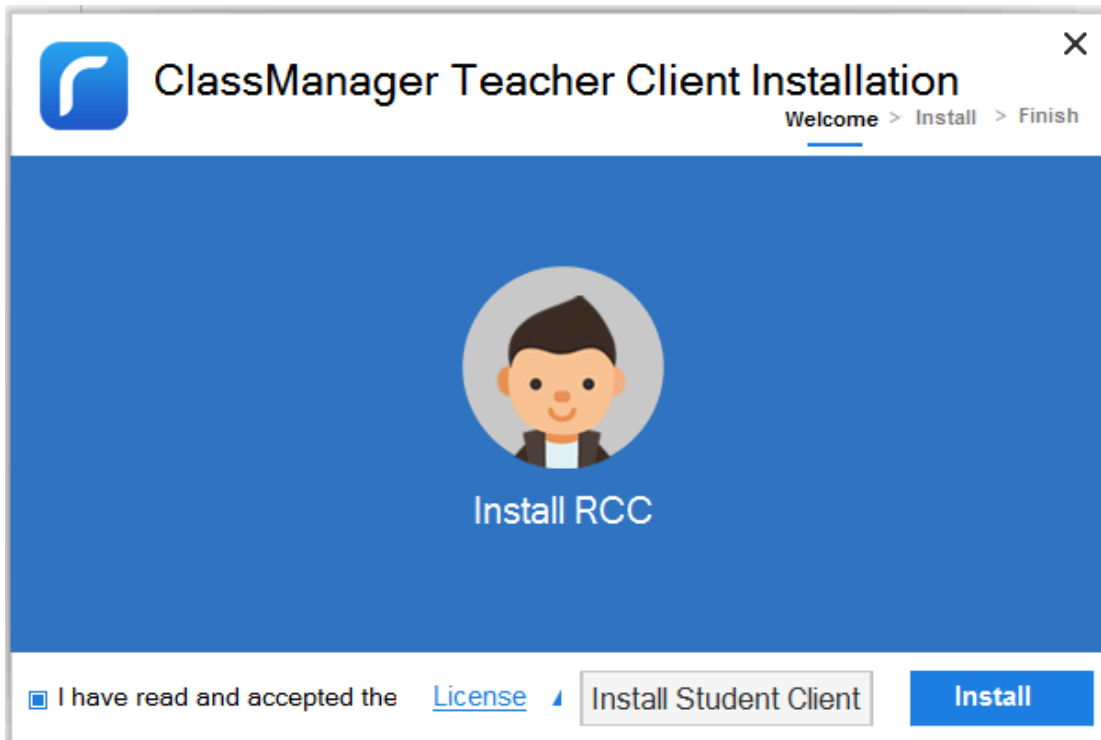 ClassManager Teacher Client Installation
Welcome > Install > Finish
Install RCC
I have read and accepted the License Install Student Client Install